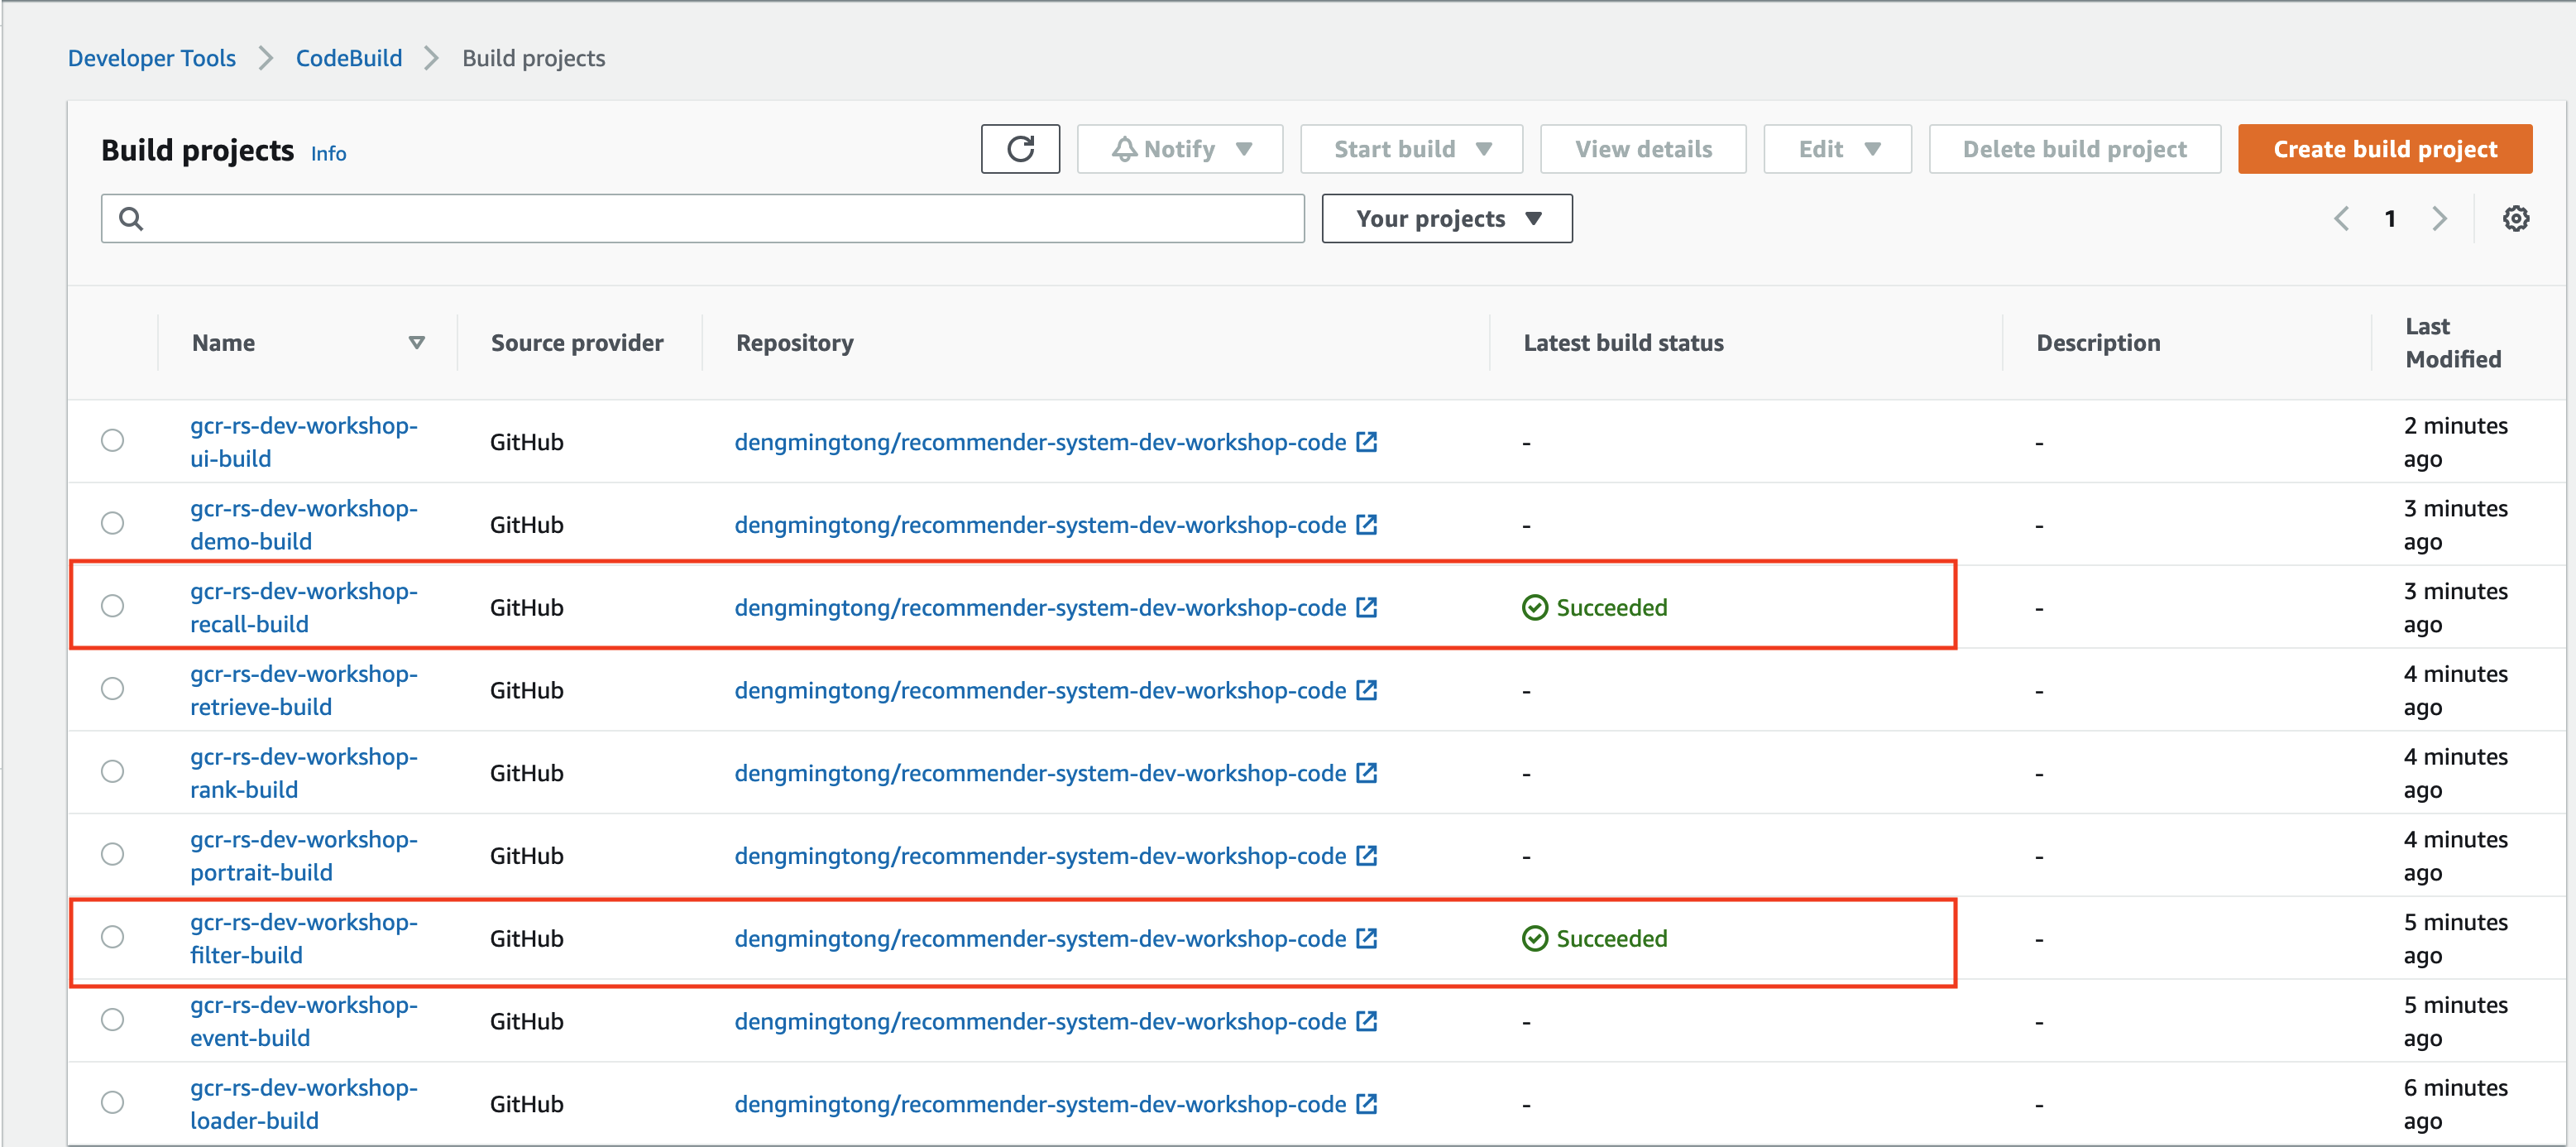 Developer Tools > CodeBuild > Build projects
Build projects Info Notify Start build View details Edit Delete build project Create build project
Your projects 1
Name Source provider Repository Latest build status Description Last Modified
gcr-rs-dev-workshop-ui-build GitHub dengmingtong/recommender-system-dev-workshop-code - - 2 minutes ago
gcr-rs-dev-workshop-demo-build GitHub dengmingtong/recommender-system-dev-workshop-code - - 3 minutes ago
gcr-rs-dev-workshop-recall-build GitHub dengmingtong/recommender-system-dev-workshop-code Succeeded - 3 minutes ago
gcr-rs-dev-workshop-retrieve-build GitHub dengmingtong/recommender-system-dev-workshop-code - - 4 minutes ago
gcr-rs-dev-workshop-rank-build GitHub dengmingtong/recommender-system-dev-workshop-code - - 4 minutes ago
gcr-rs-dev-workshop-portrait-build GitHub dengmingtong/recommender-system-dev-workshop-code - - 4 minutes ago
gcr-rs-dev-workshop-filter-build GitHub dengmingtong/recommender-system-dev-workshop-code Succeeded - 5 minutes ago
gcr-rs-dev-workshop-event-build GitHub dengmingtong/recommender-system-dev-workshop-code - - 5 minutes ago
gcr-rs-dev-workshop-loader-build GitHub dengmingtong/recommender-system-dev-workshop-code - - 6 minutes ago